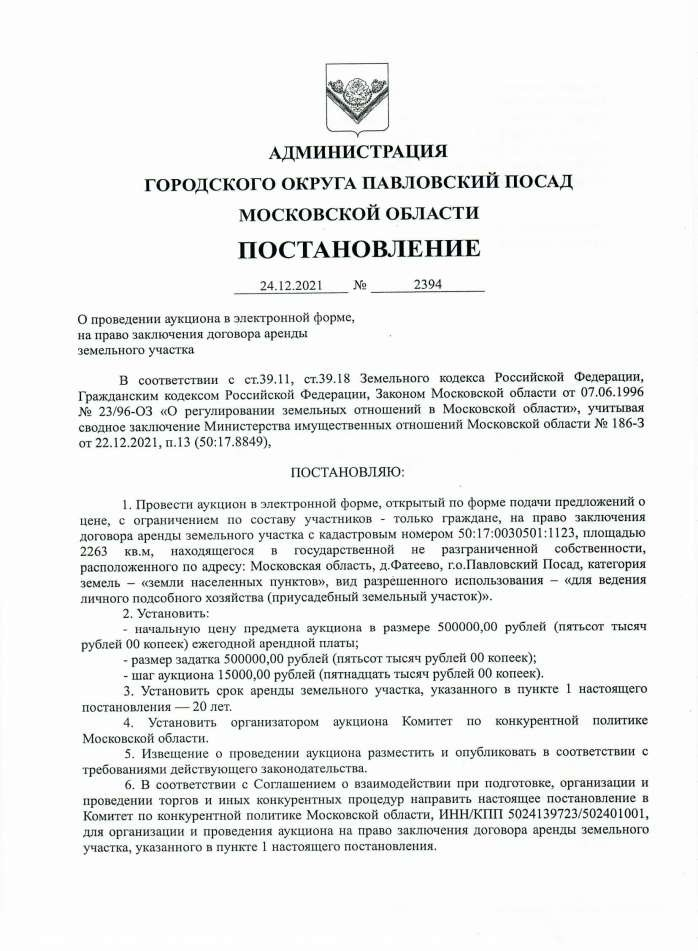 АДМИНИСТРАЦИЯ
ГОРОДСКОГО ОКРУГА ПАВЛОВСКИЙ ПОСАД
МОСКОВСКОЙ ОБЛАСТИ
ПОСТАНОВЛЕНИЕ
24.12.2021 № 2394
О проведении аукциона в электронной форме,
на право заключения договора аренды
земельного участка
В соответствии с ст.39.11, ст.39.18 Земельного кодекса Российской Федерации,
Гражданским кодексом Российской Федерации, Законом Московской области от 07.06.1996
№ 23/96-ОЗ «О регулировании земельных отношений в Московской области», учитывая
сводное заключение Министерства имущественных отношений Московской области № 186-З
от 22.12.2021, п.13 (50:17.8849),
ПОСТАНОВЛЯЮ:
1. Провести аукцион в электронной форме, открытый по форме подачи предложений о
цене, с ограничением по составу участников - только граждане, на право заключения
договора аренды земельного участка с кадастровым номером 50:17:0030501:1123, площадью
2263 кв.м, находящегося в государственной не разграниченной собственности,
расположенного по адресу: Московская область, д.Фатеево, г.о.Павловский Посад, категория
земель – «земли населенных пунктов», вид разрешенного использования – «для ведения
личного подсобного хозяйства (приусадебный земельный участок)».
2. Установить:
- начальную цену предмета аукциона в размере 500000,00 рублей (пятьсот тысяч
рублей 00 копеек) ежегодной арендной платы;
- размер задатка 500000,00 рублей (пятьсот тысяч рублей 00 копеек);
- шаг аукциона 15000,00 рублей (пятнадцать тысяч рублей 00 копеек).
3. Установить срок аренды земельного участка, указанного в пункте 1 настоящего
постановления — 20 лет.
4. Установить организатором аукциона Комитет по конкурентной политике
Московской области.
5. Извещение о проведении аукциона разместить и опубликовать в соответствии с
требованиями действующего законодательства.
6. В соответствии с Соглашением о взаимодействии при подготовке, организации и
проведении торгов и иных конкурентных процедур направить настоящее постановление в
Комитет по конкурентной политике Московской области, ИНН/КПП 5024139723/502401001,
для организации и проведения аукциона на право заключения договора аренды земельного
участка, указанного в пункте 1 настоящего постановления.